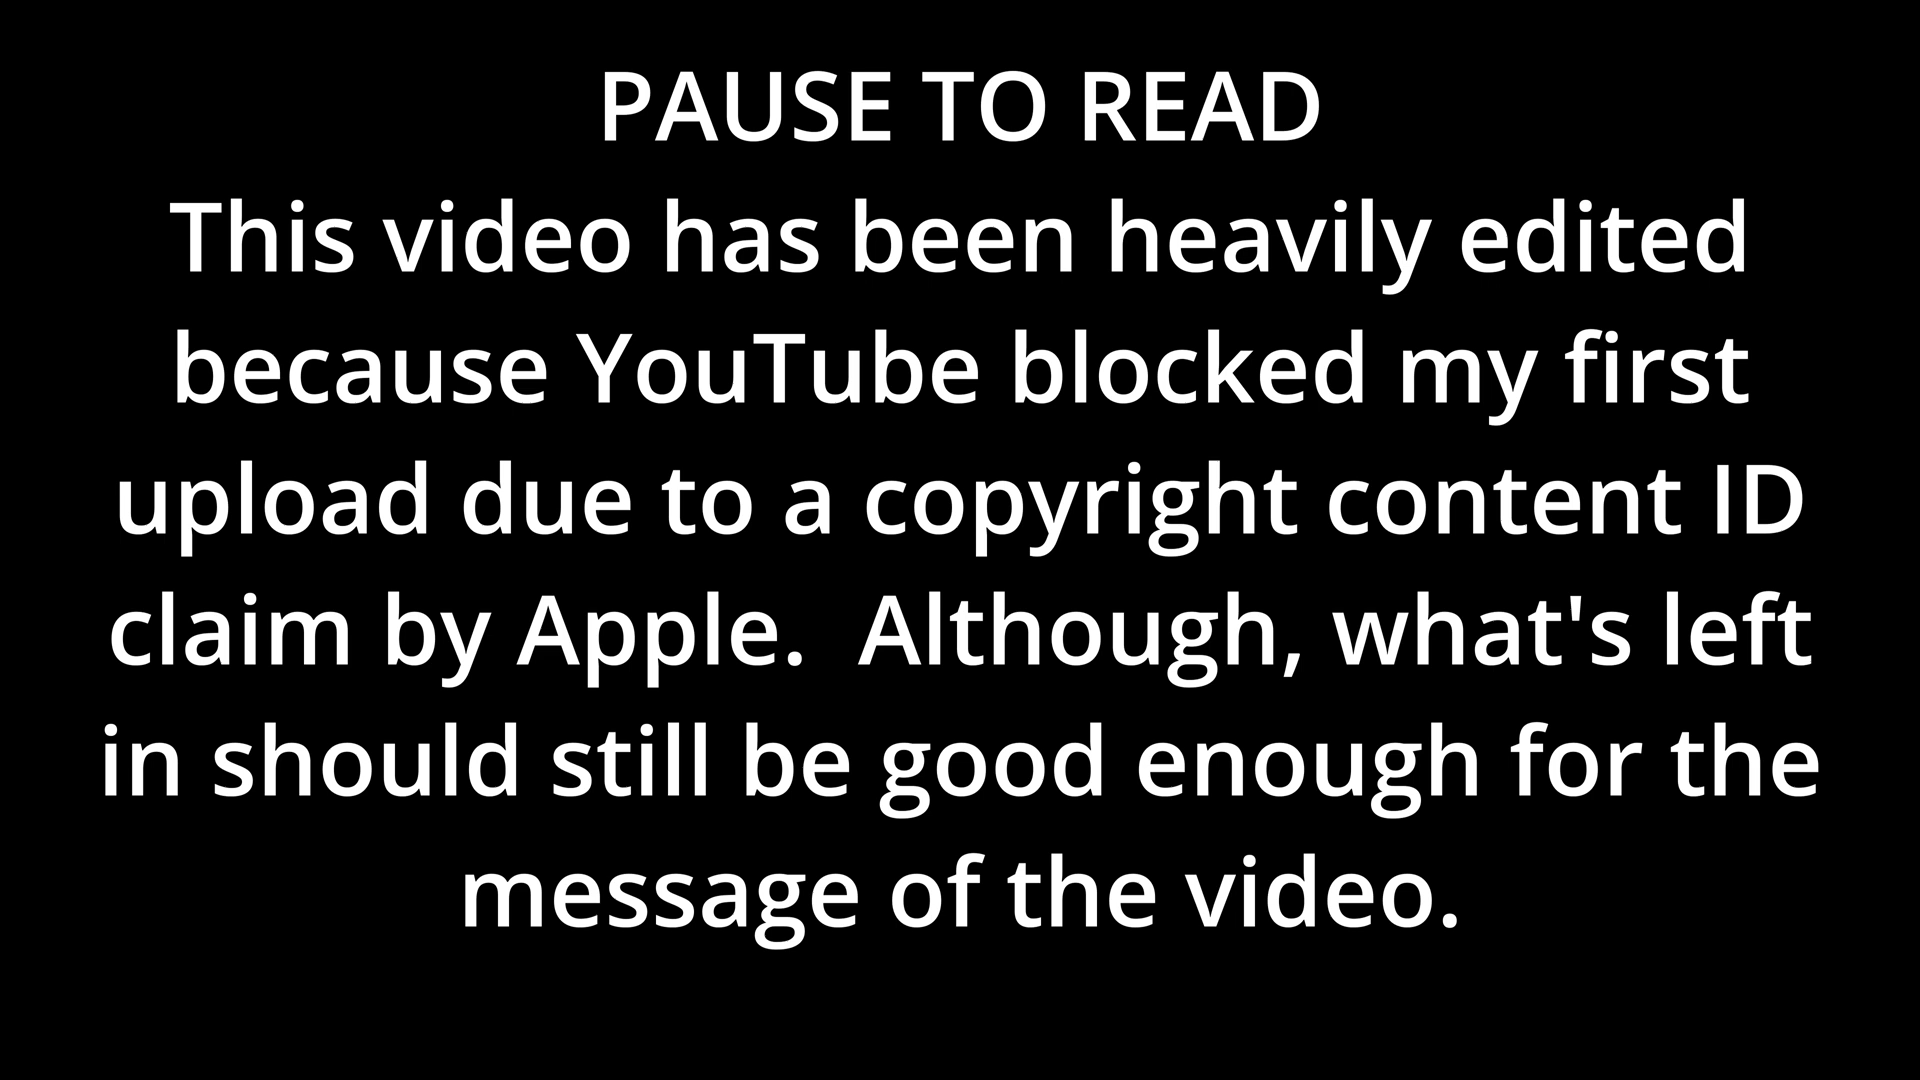 PAUSE TO READ
This video has been heavily edited
because YouTube blocked my first
upload due to a copyright content ID
claim by Apple.  Although, what's left
in should still be good enough for the
message of the video.